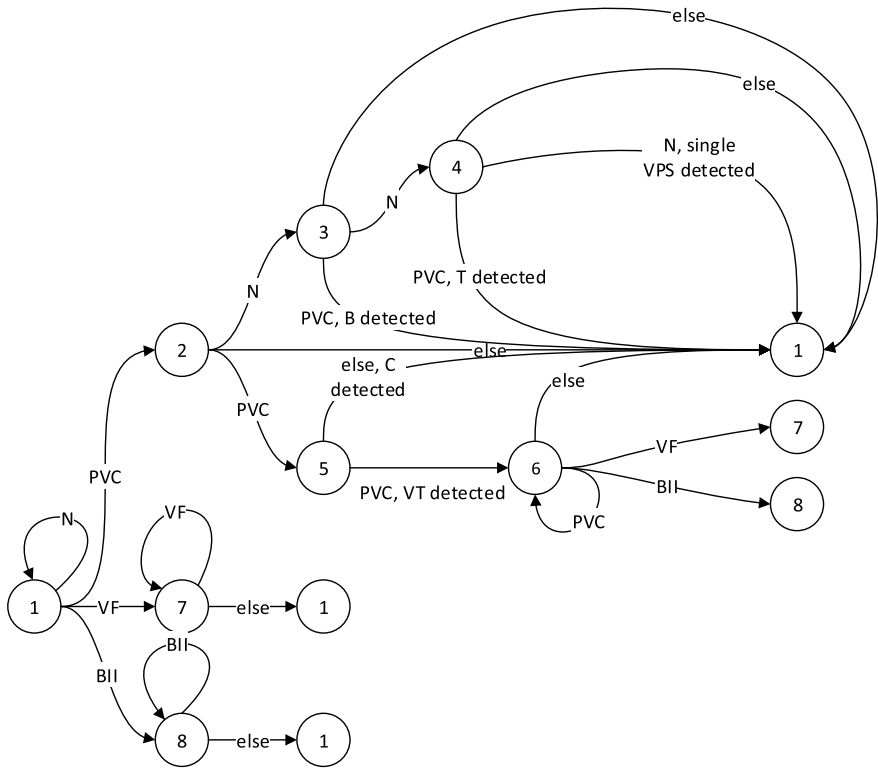 else
else
N, single
VPS detected
4
N
3
PVC, T detected
N
PVC, B detected
2
else
1
else, C
detected
else
PVC
VF
7
5
6
PVC, VT detected
BII
8
PVC
PVC
N
VF
1
VF
7
else
1
BII
BII
8
else
1